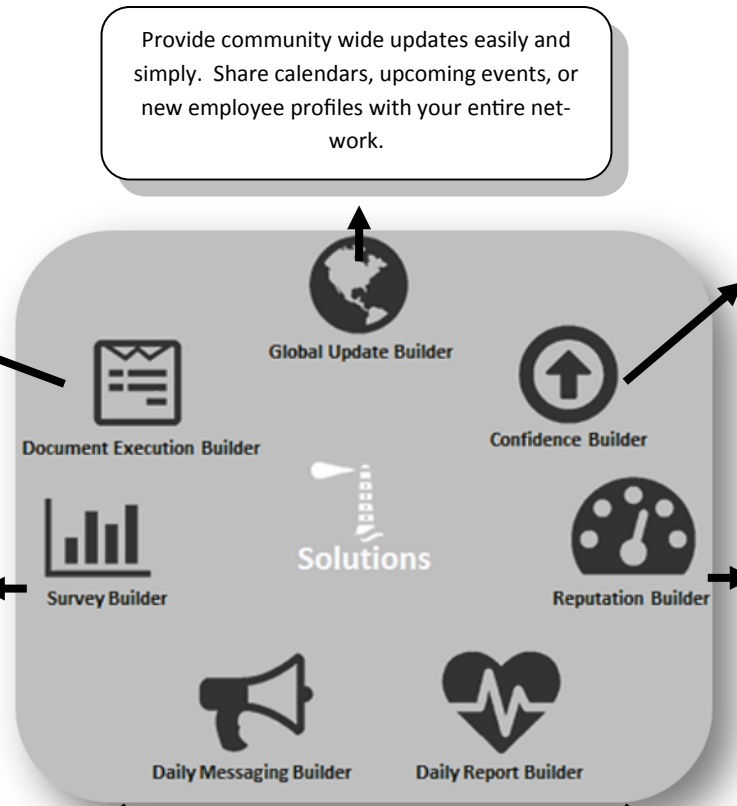 Provide community wide updates easily and
simply. Share calendars, upcoming events, or
new employee profiles with your entire net-
work.
Global Update Builder
Document Execution Builder
Confidence Builder
Solutions
Survey Builder
Reputation Builder
Daily Messaging Builder
Daily Report Builder